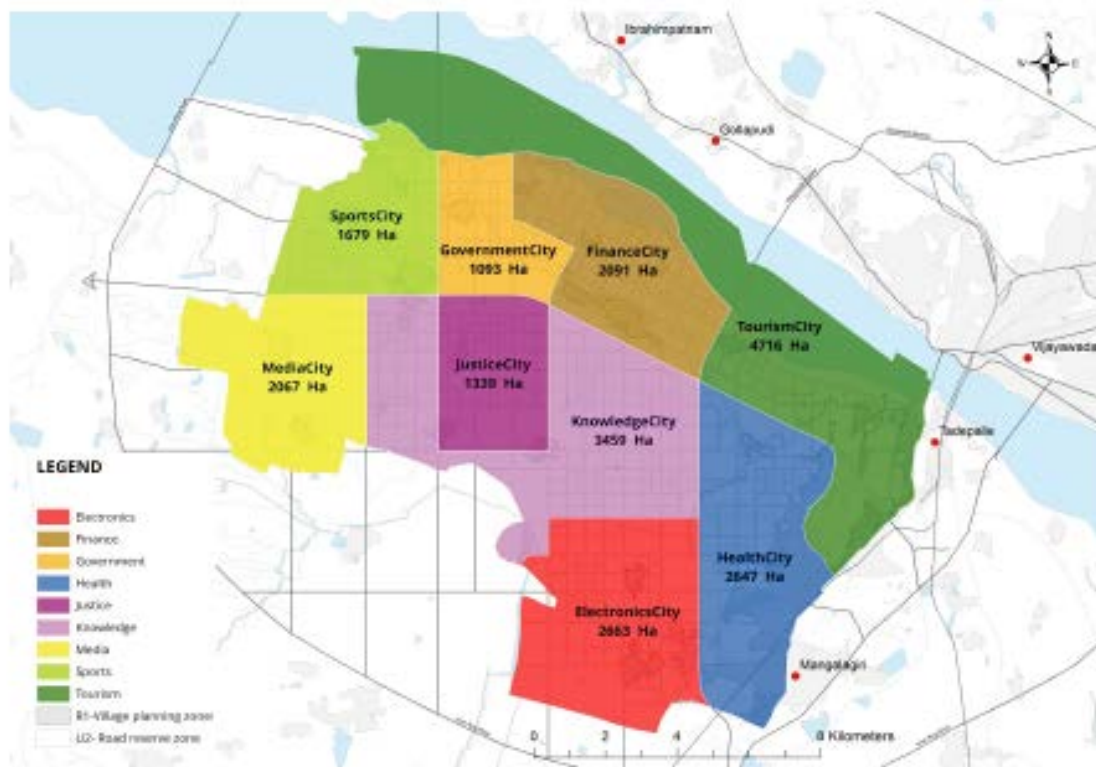 Ibrahimpatnam
N
W E
S
Gollapudi
SportsCity
1679 Ha
GovernmentCity
1093 Ha
FinanceCity
2091 Ha
TourismCity
4716 Ha
Vijayawada
MediaCity
2067 Ha
JusticeCity
Ha
KnowledgeCity
3459 Ha
Tadepalle
LEGEND
Electronics
Finance
Government
Health
Justice
Knowledge
Media
Sports
Tourism
R1-Village planning zone
U2- Road reserve zone
HealthCity
2647 Ha
ElectronicsCity
2663 Ha
Mangalagiri
0 2 4 8 Kilometers